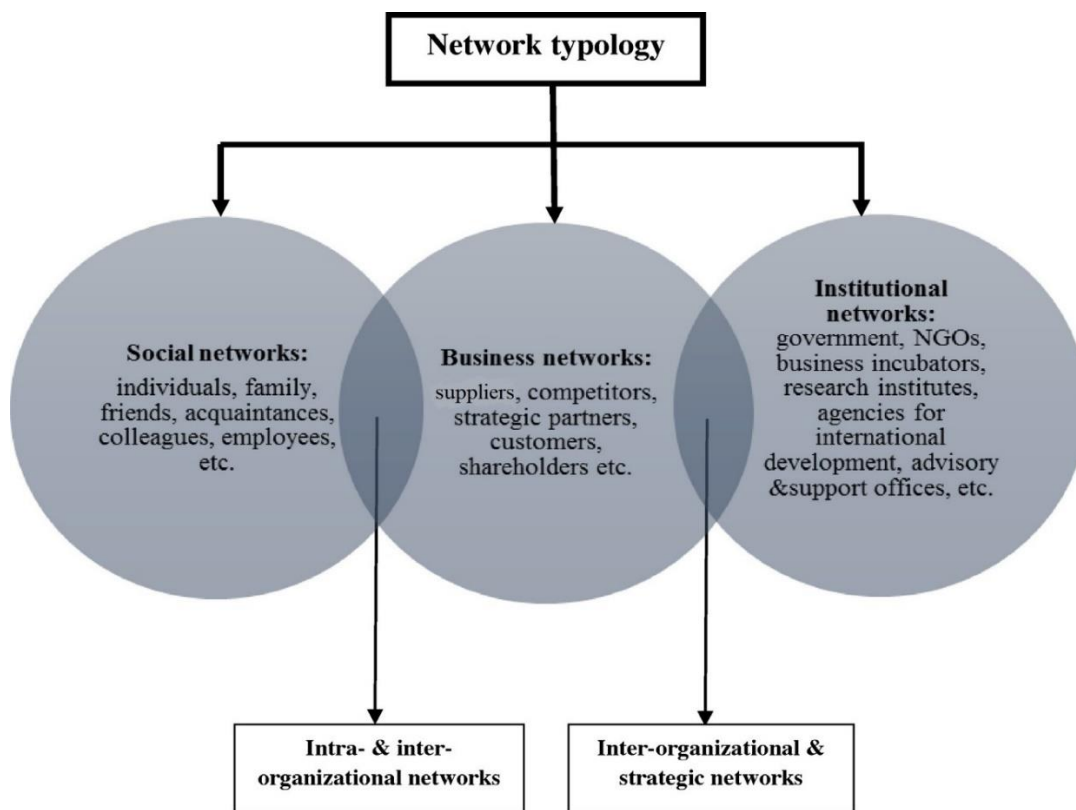 Network typology
Social networks:
individuals, family,
friends, acquaintances,
colleagues, employees,
etc.
Business networks:
suppliers, competitors,
strategic partners,
customers,
shareholders etc.
Institutional
networks:
government, NGOs,
business incubators,
research institutes,
agencies for
international
development, advisory
&support offices, etc.
Intra- & inter-
organizational networks
Inter-organizational &
strategic networks